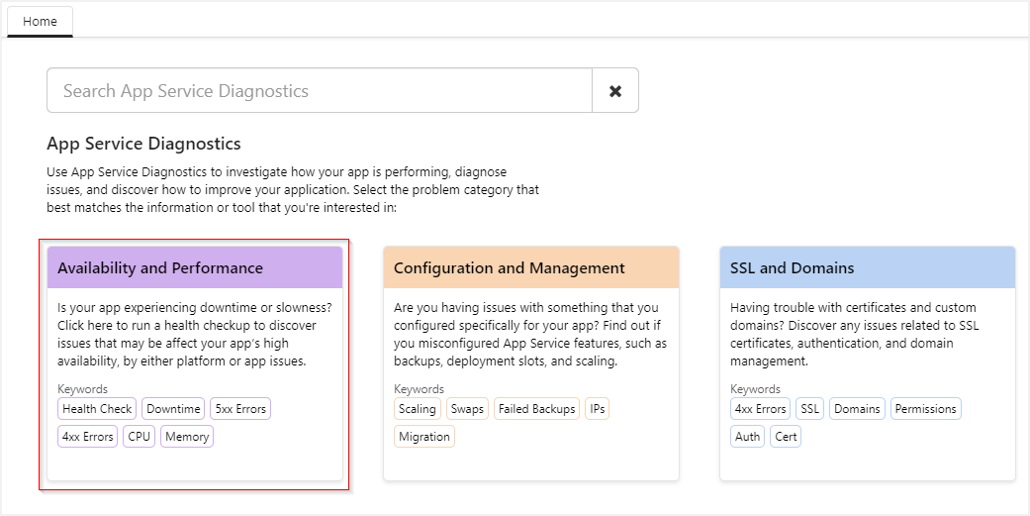 Home
Search App Service Diagnostics
App Service Diagnostics
Use App Service Diagnostics to investigate how your app is performing, diagnose
issues, and discover how to improve your application. Select the problem category that
best matches the information or tool that you're interested in:
Availability and Performance
Is your app experiencing downtime or slowness?
Click here to run a health checkup to discover
issues that may be affect your app's high
availability, by either platform or app issues.
Keywords
Health Check Downtime 5xx Errors
4xx Errors CPU Memory
Configuration and Management
Are you having issues with something that you
configured specifically for your app? Find out if
you misconfigured App Service features, such as
backups, deployment slots, and scaling.
Keywords
Scaling Swaps Failed Backups IPs
Migration
SSL and Domains
Having trouble with certificates and custom
domains? Discover any issues related to SSL
certificates, authentication, and domain
management.
Keywords
4xx Errors SSL Domains Permissions
Auth Cert